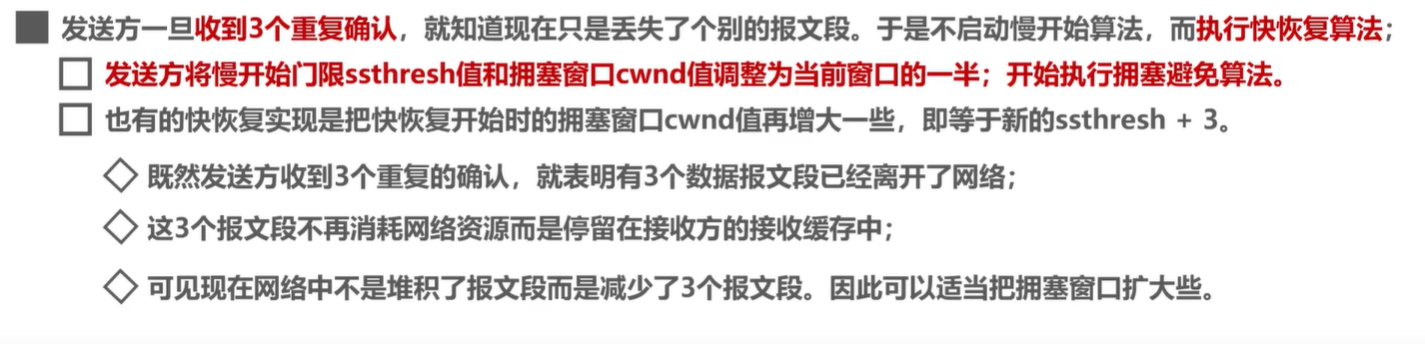 发送方一旦收到3个重复确认，就知道现在只是丢失了个别的报文段。于是不启动慢开始算法，而执行快恢复算法；
发送方将慢开始门限ssthresh值和拥塞窗口cwnd值调整为当前窗口的一半；开始执行拥塞避免算法。
也有的快恢复实现是把快恢复开始时的拥塞窗口cwnd值再增大一些，即等于新的ssthresh + 3。
既然发送方收到3个重复的确认，就表明有3个数据报文段已经离开了网络；
这3个报文段不再消耗网络资源而是停留在接收方的接收缓存中；
可见现在网络中不是堆积了报文段而是减少了3个报文段。因此可以适当把拥塞窗口扩大些。